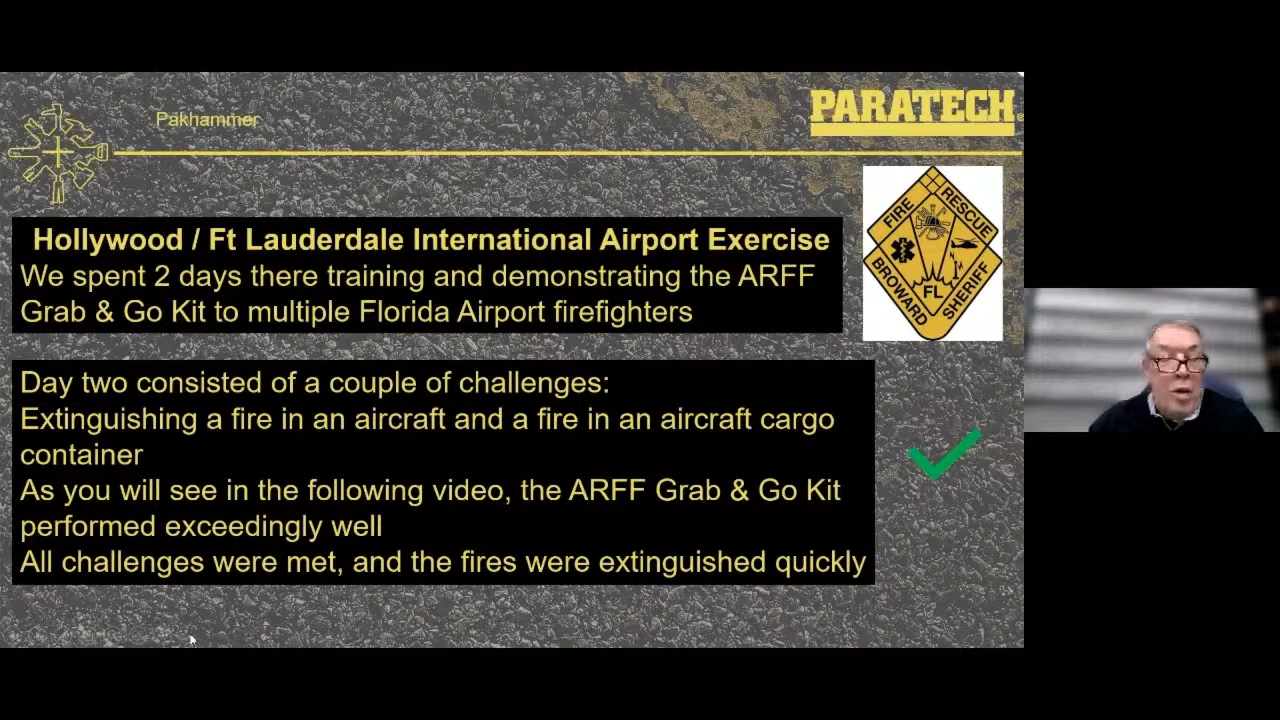 Pakhammer
PARATECH
Hollywood / Ft Lauderdale International Airport Exercise
We spent 2 days there training and demonstrating the ARFF
Grab & Go Kit to multiple Florida Airport firefighters
FIRE
RESCUE
BROWARD
SHERIFF
FL
Day two consisted of a couple of challenges:
Extinguishing a fire in an aircraft and a fire in an aircraft cargo
container
As you will see in the following video, the ARFF Grab & Go Kit
performed exceedingly well
All challenges were met, and the fires were extinguished quickly